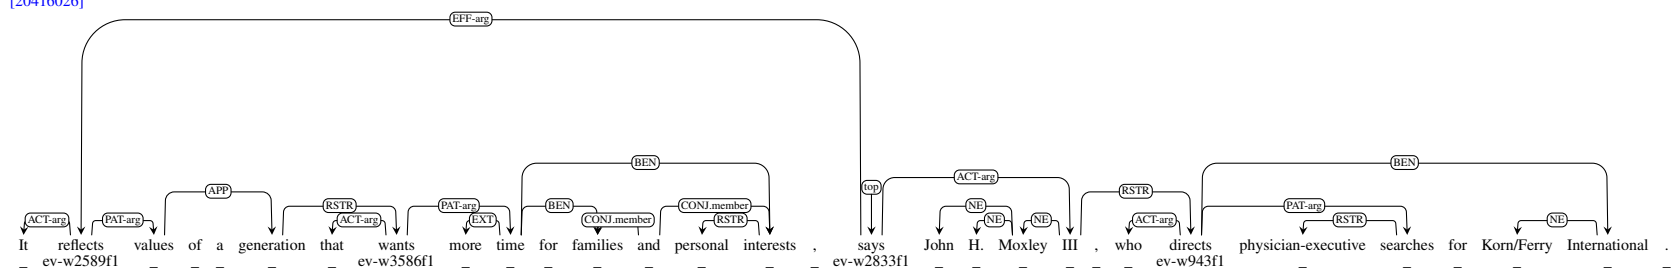 [20416026]
EFF-arg
BEN BEN
top ACT-arg
APP RSTR
RSTR PAT-arg CONJ.member PAT-arg
ACT-arg PAT-arg ACT-arg EXT BEN CONJ.member RSTR NE NE NE ACT-arg RSTR NE
It reflects values of a generation that wants more time for families and personal interests , says John H. Moxley III , who directs physician-executive searches for Korn/Ferry International .
_ ev-w2589f1 _ _ _ _ _ ev-w3586f1 _ _ _ _ _ _ _ _ ev-w2833f1 _ _ _ _ _ _ ev-w943f1 _ _ _ _ _ _